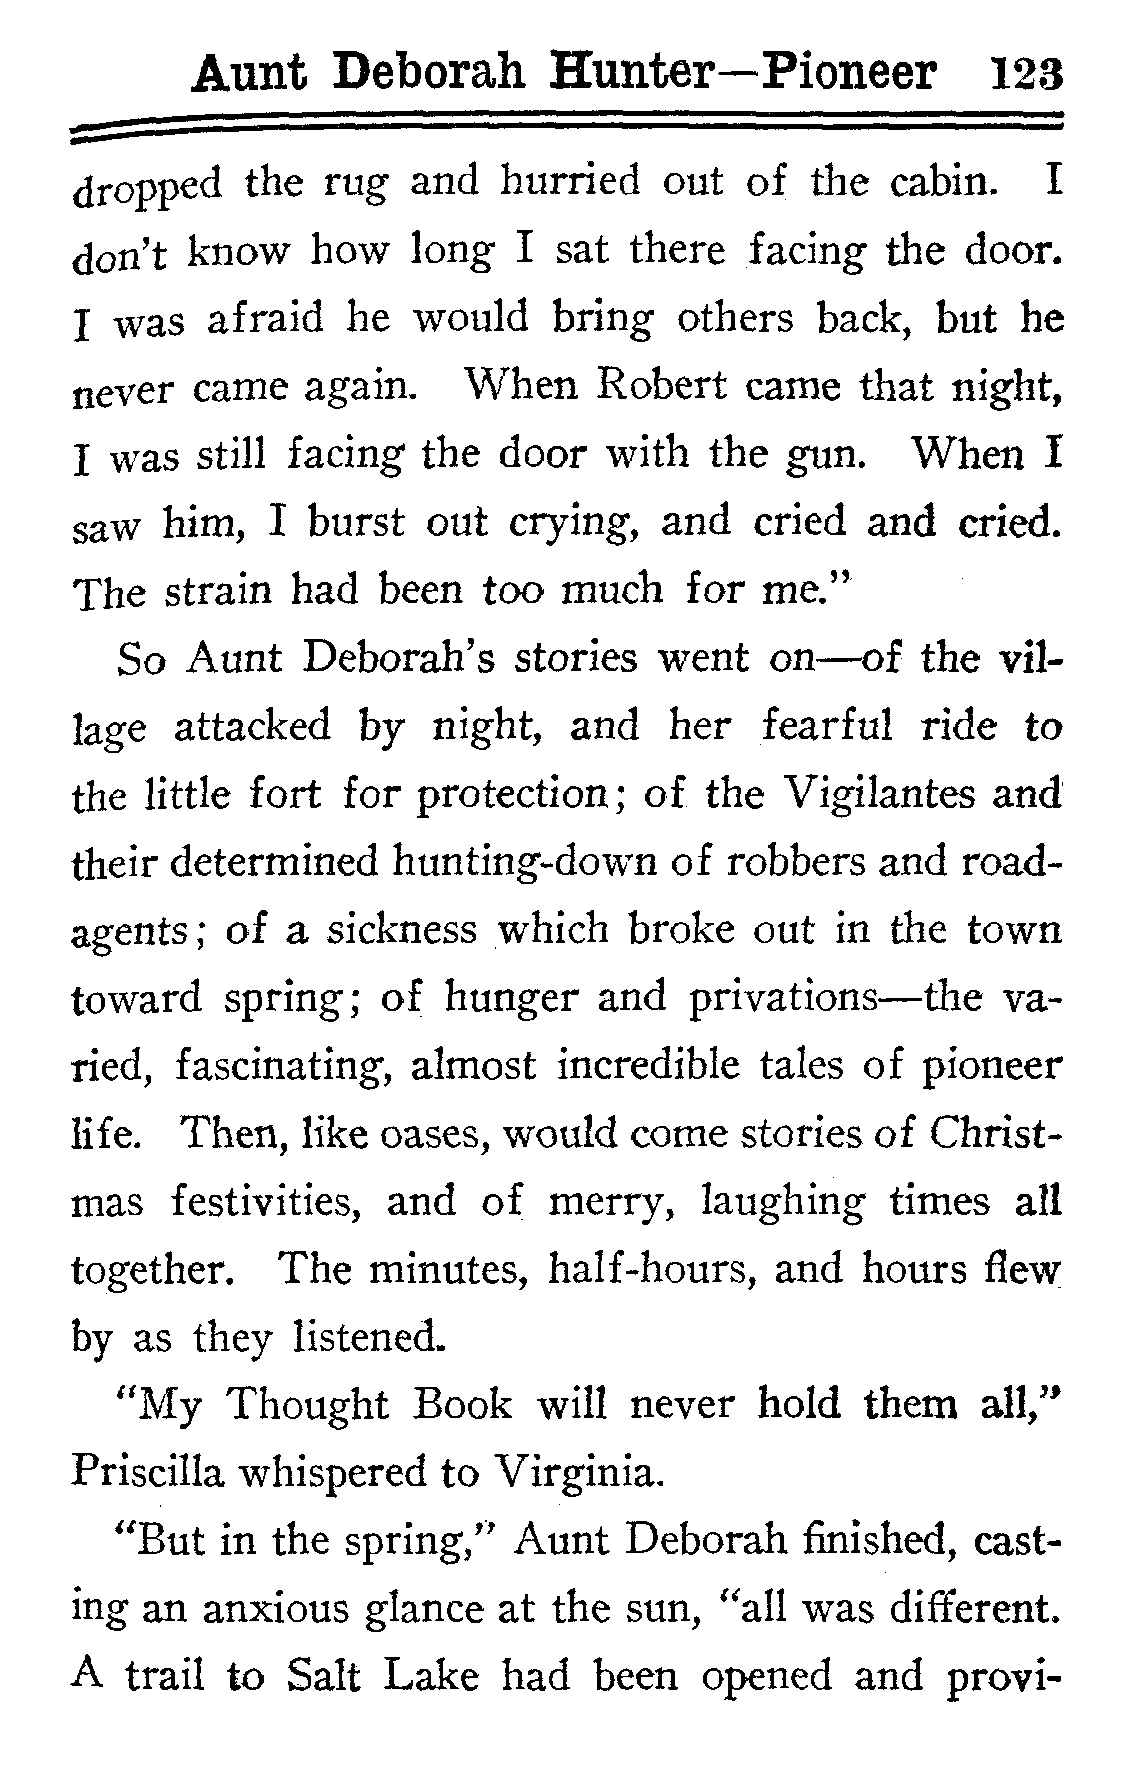 Aunt Deborah Hunter—Pioneer 123
dropped the rug and hurried out of the cabin. I
don't know how long I sat there facing the door.
I was afraid he would bring others back, but he
never came again. When Robert came that night,
I was still facing the door with the gun. When I
saw him, I burst out crying, and cried and cried.
The strain had been too much for me."
So Aunt Deborah's stories went on—of the vil-
lage attacked by night, and her fearful ride to
the little fort for protection; of the Vigilantes and
their determined hunting-down of robbers and road-
agents; of a sickness which broke out in the town
toward spring; of hunger and privations—the va-
ried, fascinating, almost incredible tales of pioneer
life. Then, like oases, would come stories of Christ-
mas festivities, and of merry, laughing times all
together. The minutes, half-hours, and hours flew
by as they listened.
"My Thought Book will never hold them all,"
Priscilla whispered to Virginia.
"But in the spring," Aunt Deborah finished, cast-
ing an anxious glance at the sun, "all was different.
A trail to Salt Lake had been opened and provi-